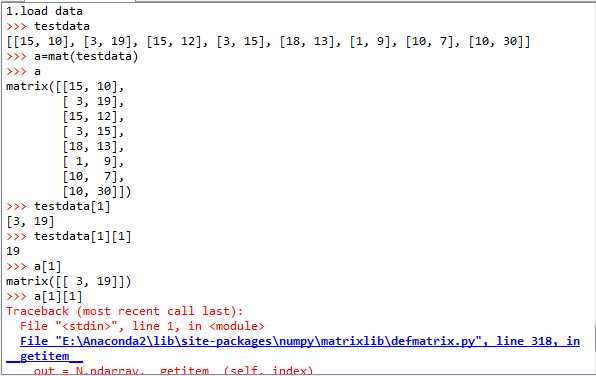 1.load data
>>> testdata
[[15, 10], [3, 19], [15, 12], [3, 15], [18, 13], [1, 9], [10, 7], [10, 30]]
>>> a=mat(testdata)
>>> a
matrix([[15, 10],
        [ 3, 19],
        [15, 12],
        [ 3, 15],
        [18, 13],
        [ 1,  9],
        [10,  7],
        [10, 30]])
>>> testdata[1]
[3, 19]
>>> testdata[1][1]
19
>>> a[1]
matrix([[ 3, 19]])
>>> a[1][1]
Traceback (most recent call last):
  File "<stdin>", line 1, in <module>
  File "E:\Anaconda2\lib\site-packages\numpy\matrixlib\defmatrix.py", line 318, in
__getitem__
    out = N.ndarray.__getitem__(self, index)